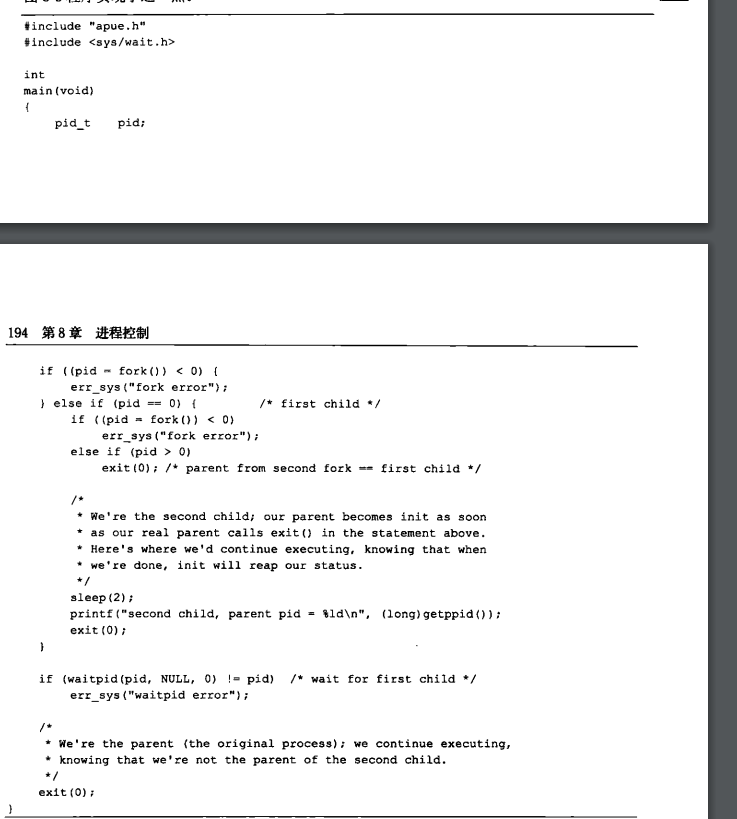 #include "apue.h"
#include <sys/wait.h>
int
main(void)
{
    pid_t    pid;
194 第8章 进程控制
    if ((pid = fork()) < 0) {
        err_sys("fork error");
    } else if (pid == 0) {        /* first child */
        if ((pid = fork()) < 0)
            err_sys("fork error");
        else if (pid > 0)
            exit(0); /* parent from second fork == first child */
        /*
         * We're the second child; our parent becomes init as soon
         * as our real parent calls exit() in the statement above.
         * Here's where we'd continue executing, knowing that when
         * we're done, init will reap our status.
         */
        sleep(2);
        printf("second child, parent pid = %ld\n", (long)getppid());
        exit(0);
    }
    if (waitpid(pid, NULL, 0) != pid)  /* wait for first child */
        err_sys("waitpid error");
    /*
     * We're the parent (the original process); we continue executing,
     * knowing that we're not the parent of the second child.
     */
    exit(0);
}